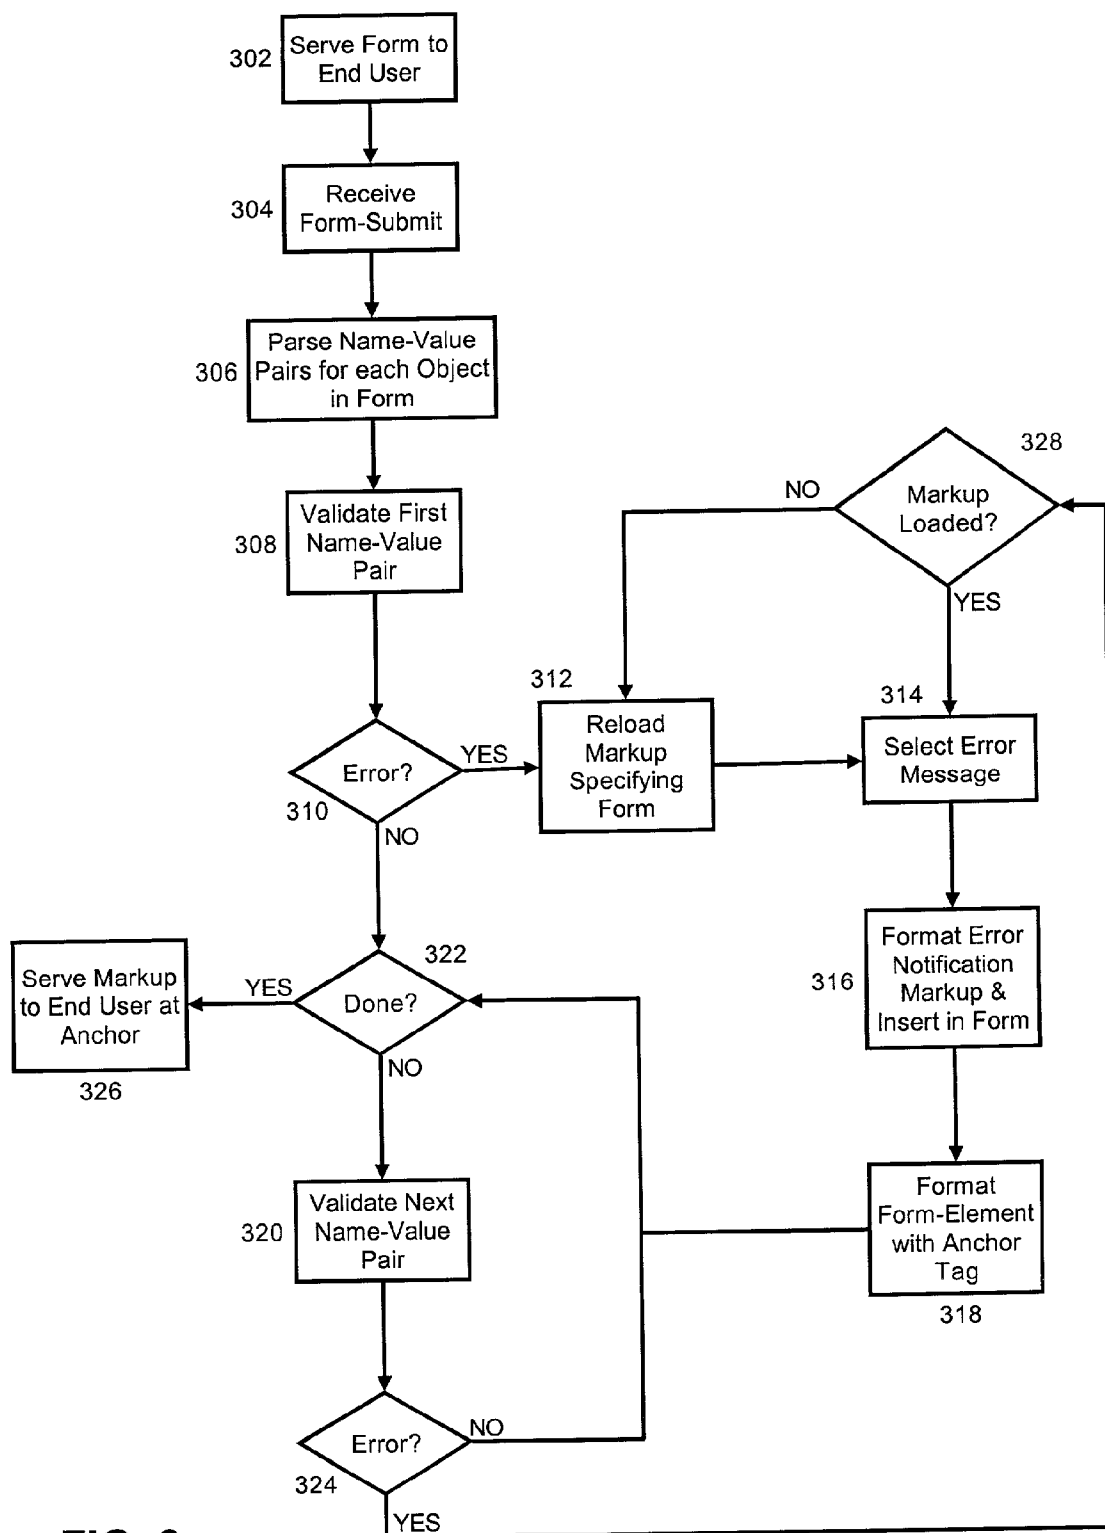 302
Serve Form to
End User
304
Receive
Form-Submit
306
Parse Name-Value
Pairs for each Object
in Form
308
Validate First
Name-Value
Pair
328
Markup
Loaded?
NO
YES
310
Error?
YES
NO
312
Reload
Markup
Specifying
Form
314
Select Error
Message
316
Format Error
Notification
Markup &
Insert in Form
322
Done?
YES
NO
Serve Markup
to End User at
Anchor
326
320
Validate Next
Name-Value
Pair
Format
Form-Element
with Anchor
Tag
318
Error?
NO
324
YES